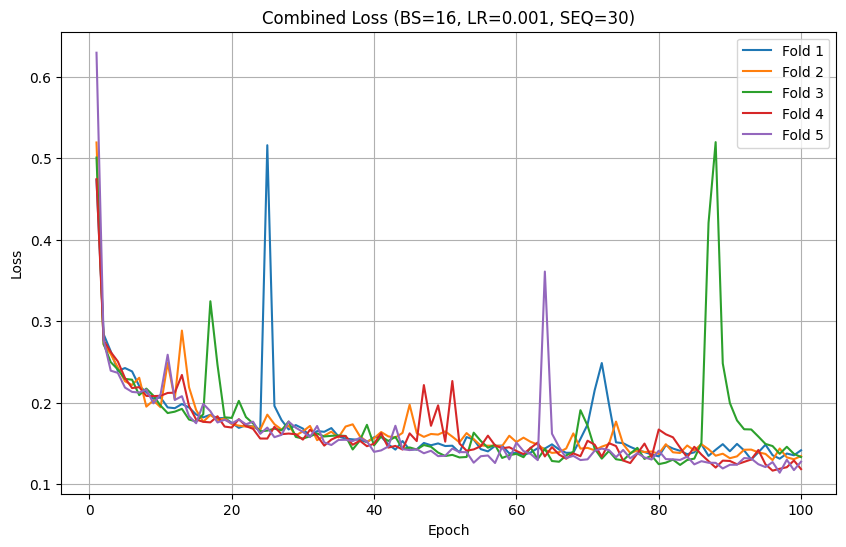 Combined Loss (BS=16, LR=0.001, SEQ=30)
Fold 1
Fold 2
Fold 3
Fold 4
Fold 5
Loss
0.6
0.5
0.4
0.3
0.2
0.1
0 20 40 60 80 100
Epoch